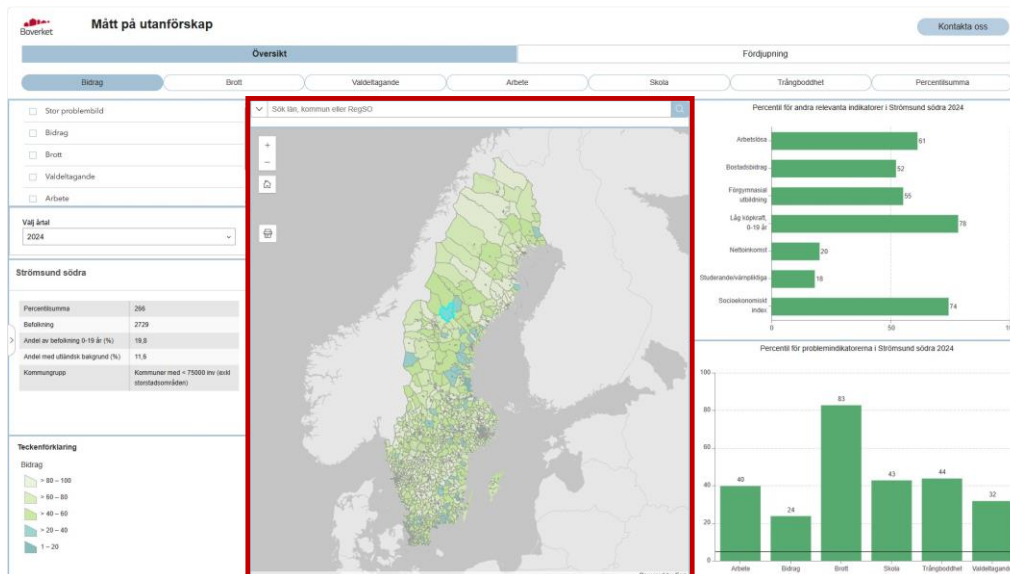 Boverket
Mått på utanförskap
Kontakta oss
Översikt
Fördjupning
Bidrag
Brott
Valdeltagande
Arbete
Skola
Trångboddhet
Percentilsumma
Stor problembild
Bidrag
Brott
Valdeltagande
Arbete
Välj årtal
2024
Strömsund södra
Percentilsumma 266
Befolkning 2729
Andel av befolkning 0-19 år (%) 19,8
Andel med utländsk bakgrund (%) 11,6
Kommungrupp Kommuner med < 75000 inv (exkl
storstadsområden)
Teckenförklaring
Bidrag
> 80 – 100
> 60 – 80
> 40 – 60
> 20 – 40
1 – 20
Sök län, kommun eller RegSO
+
−
Percentil för andra relevanta indikatorer i Strömsund södra 2024
Arbetslösa 61
Bostadsbidrag 52
Förgymnasial
utbildning 55
Låg köpkraft,
0-19 år 78
Nettoinkomst 20
Studerande/värnpliktiga 18
Socioekonomiskt
index 74
0 50
Percentil för problemindikatorerna i Strömsund södra 2024
100
80
60
40
20
0
40 24 83 43 44 32
Arbete Bidrag Brott Skola Trångboddhet Valdeltagande